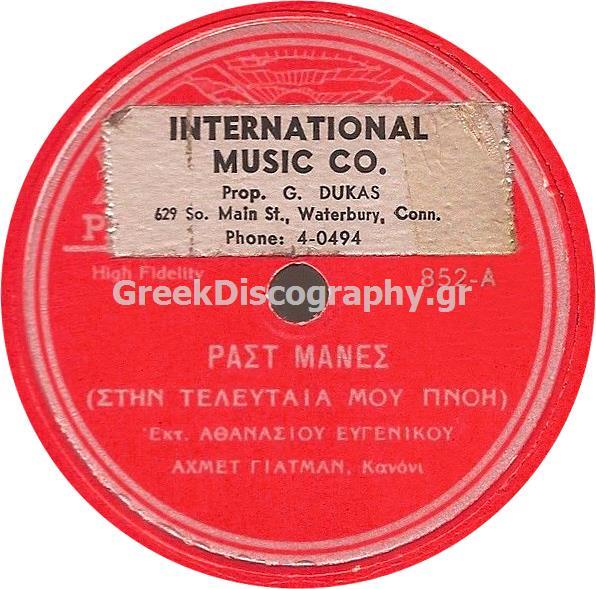 INTERNATIONAL
MUSIC CO.
Prop. G. DUKAS
629 So. Main St., Waterbury, Conn.
Phone: 4-0494
High Fidelity
852-A
GreekDiscography.gr
ΡΑΣΤ ΜΑΝΕΣ
(ΣΤΗΝ ΤΕΛΕΥΤΑΙΑ ΜΟΥ ΠΝΟΗ)
Ἐκτ. ΑΘΑΝΑΣΙΟΥ ΕΥΓΕΝΙΚΟΥ
ΑΧΜΕΤ ΓΙΑΤΜΑΝ, Κανόνι